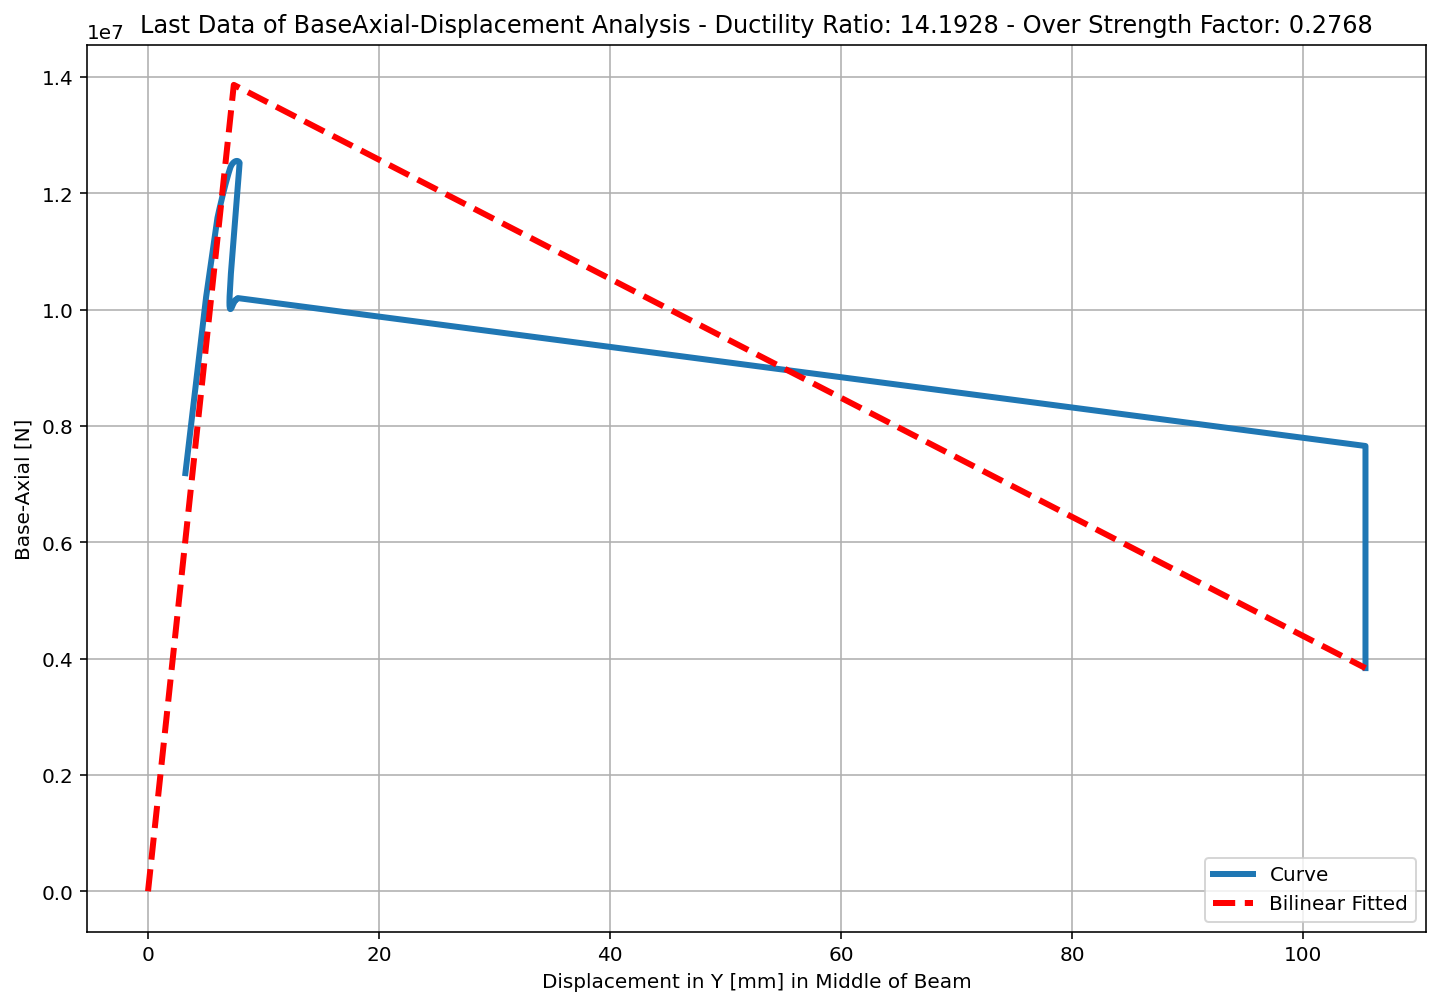 Last Data of BaseAxial-Displacement Analysis - Ductility Ratio: 14.1928 - Over Strength Factor: 0.2768
1e7
1.4
1.2
1.0
0.8
0.6
0.4
0.2
0.0
Base-Axial [N]
0 20 40 60 80 100
Displacement in Y [mm] in Middle of Beam
Curve
Bilinear Fitted